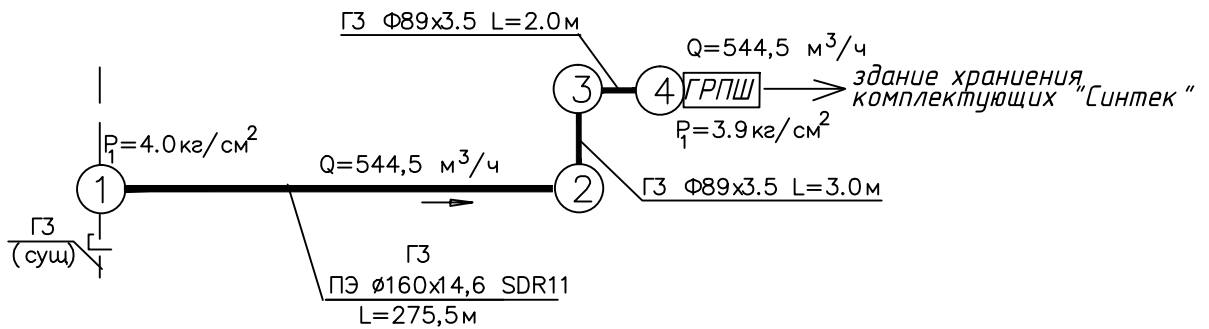 Г3 Ф89х3.5 L=2.0м
Q=544,5 м³/ч
3
4
ГРПШ
здание храниения
комплектующих "Синтек"
P₁=4.0кг/см²
P₁=3.9кг/см²
Q=544,5 м³/ч
1
2
Г3 Ф89х3.5 L=3.0м
Г3
(сущ)
Г3
ПЭ ø160х14,6 SDR11
L=275,5м